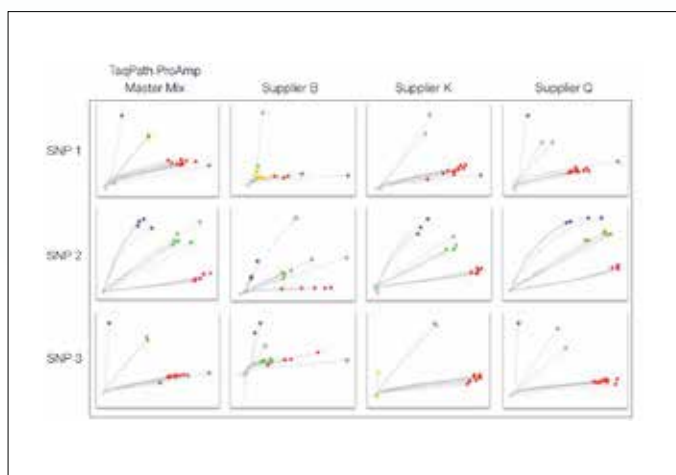 TaqPath ProAmp
Master Mix
Supplier B
Supplier K
Supplier Q
SNP 1
SNP 2
SNP 3